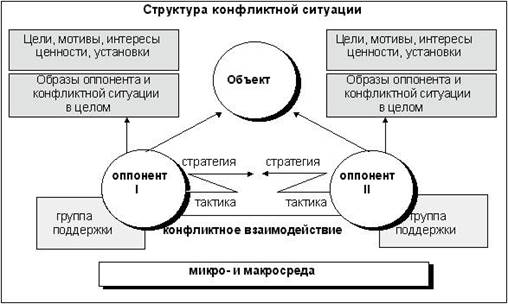 Структура конфликтной ситуации
Цели, мотивы, интересы
ценности, установки
Образы оппонента и
конфликтной ситуации
в целом
Объект
Цели, мотивы, интересы
ценности, установки
Образы оппонента и
конфликтной ситуации
в целом
оппонент
I
стратегия
стратегия
тактика
тактика
оппонент
II
группа
поддержки
конфликтное взаимодействие
группа
поддержки
микро- и макросреда